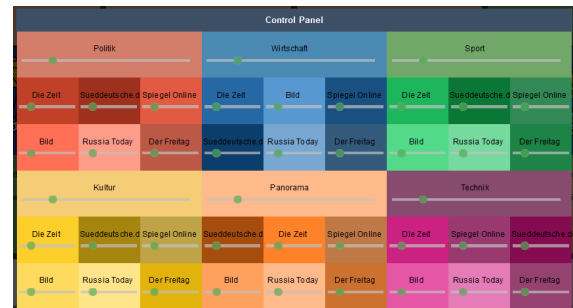 Control Panel
Politik Wirtschaft Sport
Die Zeit Sueddeutsche.d Spiegel Online Die Zeit Bild Spiegel Online Die Zeit Sueddeutsche.d Spiegel Online
Bild Russia Today Der Freitag Sueddeutsche.d Russia Today Der Freitag Bild Russia Today Der Freitag
Kultur Panorama Technik
Die Zeit Sueddeutsche.d Spiegel Online Sueddeutsche.d Die Zeit Spiegel Online Die Zeit Spiegel Online Sueddeutsche.d
Bild Russia Today Der Freitag Bild Russia Today Der Freitag Bild Russia Today Der Freitag